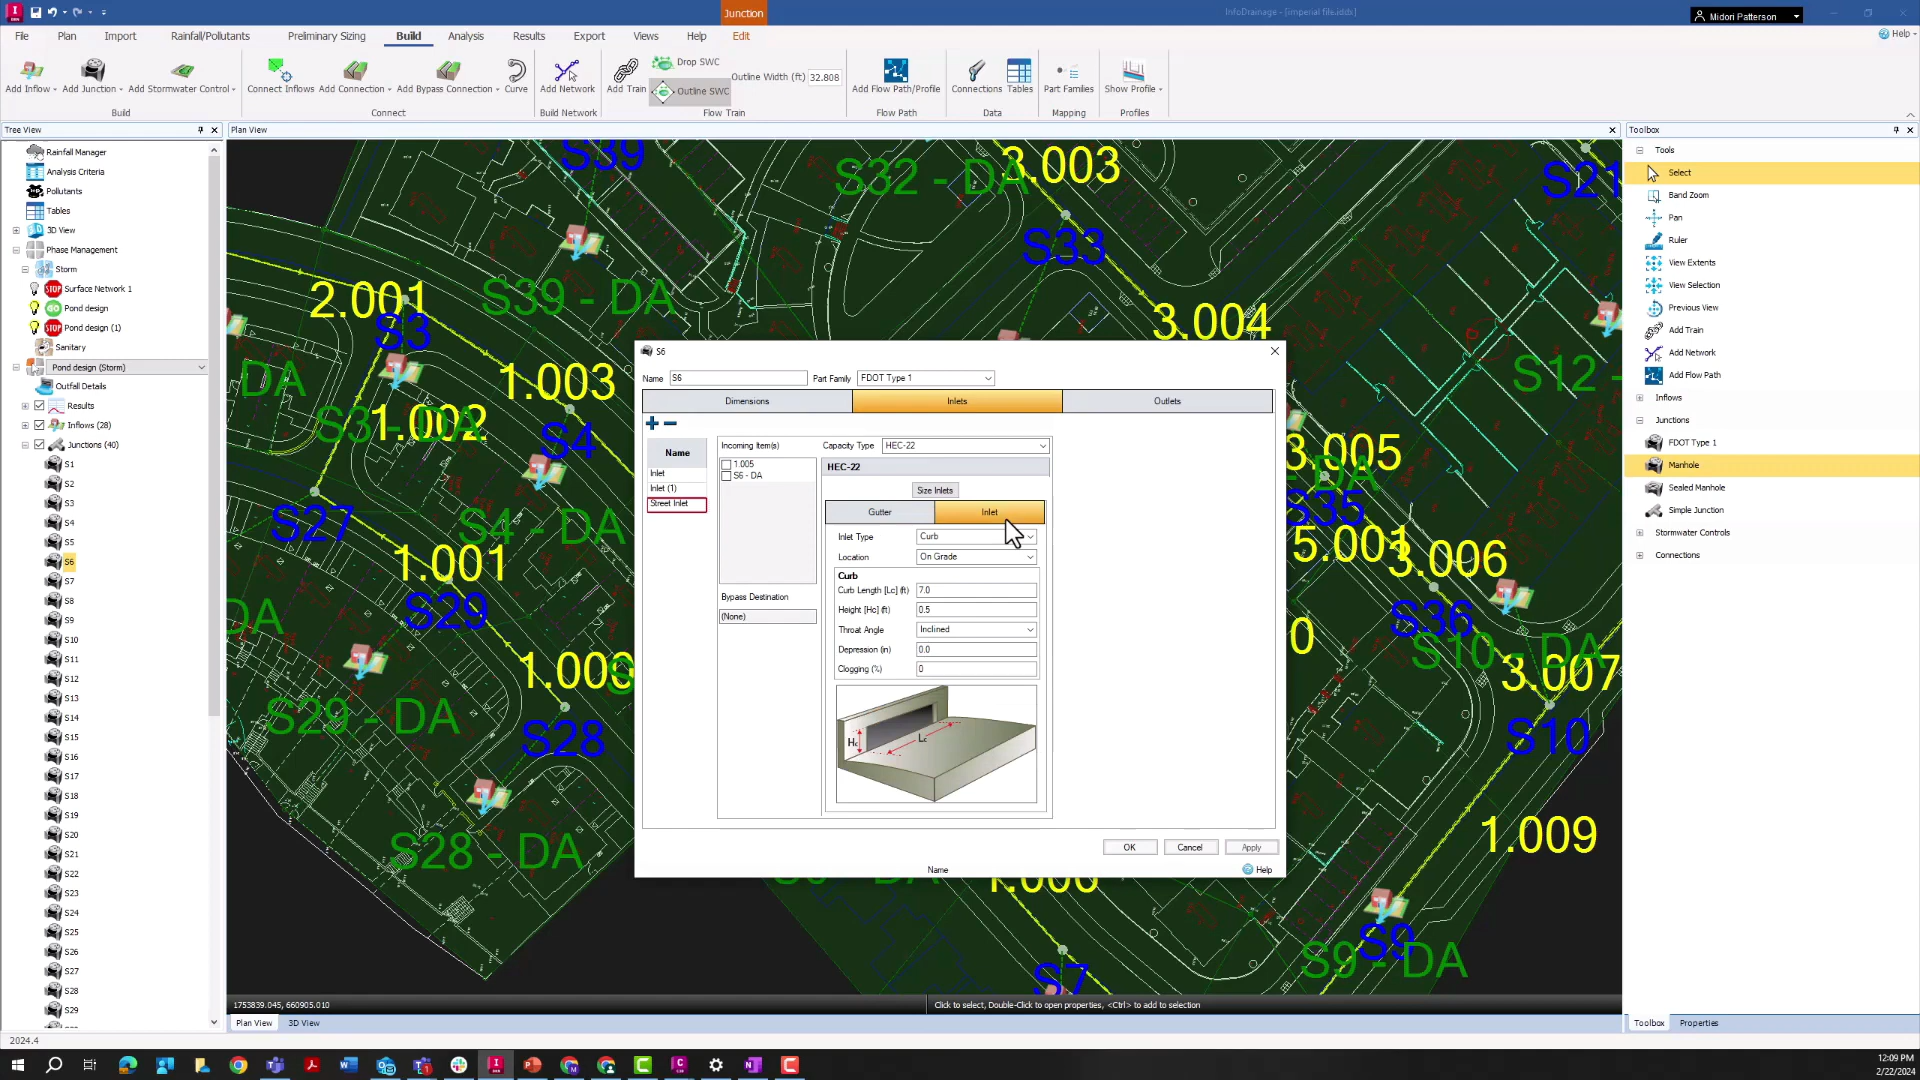 Junction
InfoDrainage - [imperial file.iddx]
Midori Patterson
File Plan Import Rainfall/Pollutants Preliminary Sizing Build Analysis Results Export Views Help Edit
Help
Drop SWC
Outline Width (ft) 32.808
Add Inflow Add Junction Add Stormwater Control Connect Inflows Add Connection Add Bypass Connection Curve Add Network Add Train Outline SWC Add Flow Path/Profile Connections Tables Part Families Show Profile
Build Connect Build Network Flow Train Flow Path Data Mapping Profiles
Tree View
Plan View
Toolbox
Rainfall Manager
Analysis Criteria
Pollutants
Tables
3D View
Phase Management
Storm
STOP Surface Network 1
GO Pond design
STOP Pond design (1)
Sanitary
Pond design (Storm)
Outfall Details
Results
Inflows (28)
Junctions (40)
S1
S2
S3
S4
S5
S6
S7
S8
S9
S10
S11
S12
S13
S14
S15
S16
S17
S18
S19
S20
S21
S22
S23
S24
S25
S26
S27
S28
S29
S39
S32 - DA
3.003
S21
S33
2.001
S3
S39 - DA
3.004
DA
1.003
S12 -
S3 - DA
1.002
S4
3.005
S35
S27
S4 - DA
1.001
5.001
3.006
S29
S36
DA
S10 - DA
1.000
3.007
S29 - DA
S28
S10
S28 - DA
1.009
S9
S9 - DA
S7
S6
Name S6 Part Family FDOT Type 1
Dimensions Inlets Outlets
Name
Inlet
Inlet (1)
Street Inlet
Incoming Item(s)
1.005
S6 - DA
Bypass Destination
(None)
Capacity Type HEC-22
HEC-22
Size Inlets
Gutter Inlet
Inlet Type Curb
Location On Grade
Curb
Curb Length [Lc] (ft) 7.0
Height [Hc] (ft) 0.5
Throat Angle Inclined
Depression (in) 0.0
Clogging (%) 0
Hc
Lc
OK Cancel Apply
Name
Help
Tools
Select
Band Zoom
Pan
Ruler
View Extents
View Selection
Previous View
Add Train
Add Network
Add Flow Path
Inflows
Junctions
FDOT Type 1
Manhole
Sealed Manhole
Simple Junction
Stormwater Controls
Connections
1753839.045, 660905.010
Click to select, Double-Click to open properties, <Ctrl> to add to selection
Plan View 3D View
Toolbox Properties
2024.4
12:09 PM
2/22/2024